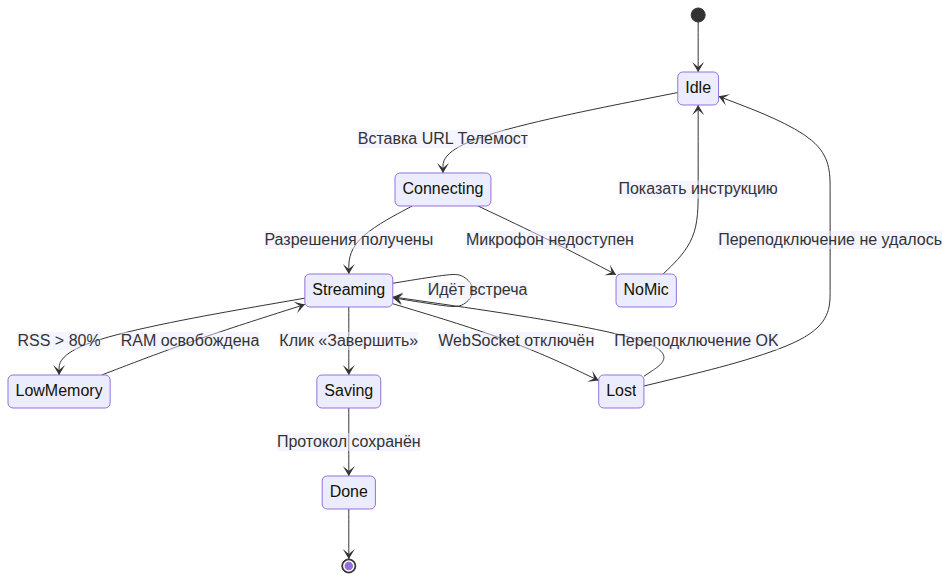 Idle
Вставка URL Телемост
Connecting
Показать инструкцию
Разрешения получены
Микрофон недоступен
Переподключение не удалось
Streaming
Идёт встреча
NoMic
RSS > 80%
RAM освобождена
Клик «Завершить»
WebSocket отключён
Переподключение OK
LowMemory
Saving
Lost
Протокол сохранён
Done